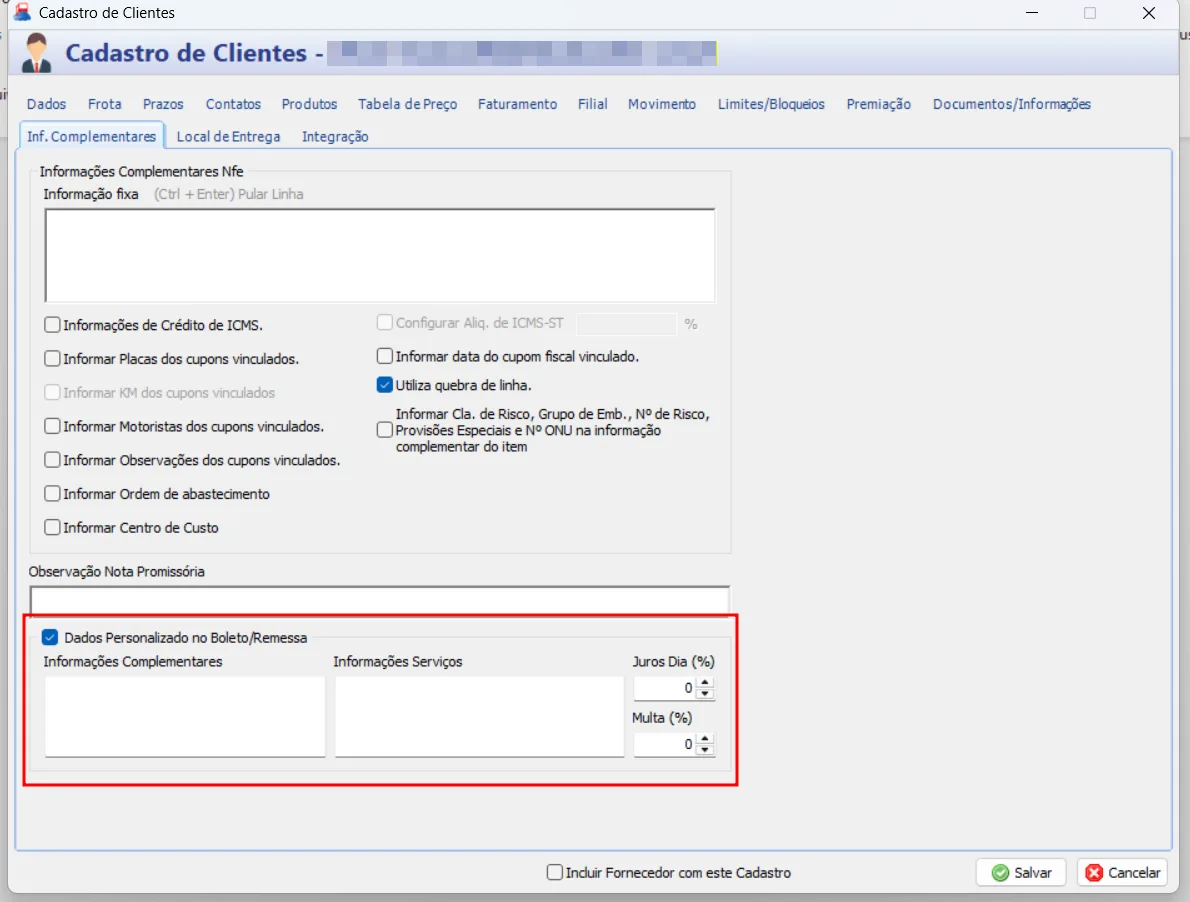 Cadastro de Clientes
Cadastro de Clientes -
Dados Frota Prazos Contatos Produtos Tabela de Preço Faturamento Filial Movimento Limites/Bloqueios Premiação Documentos/Informações
Inf. Complementares Local de Entrega Integração
Informações Complementares Nfe
Informação fixa (Ctrl + Enter) Pular Linha
Informações de Crédito de ICMS.
Configurar Aliq. de ICMS-ST %
Informar Placas dos cupons vinculados.
Informar data do cupom fiscal vinculado.
Informar KM dos cupons vinculados
Utiliza quebra de linha.
Informar Motoristas dos cupons vinculados.
Informar Cla. de Risco, Grupo de Emb., Nº de Risco,
Provisões Especiais e Nº ONU na informação
complementar do item
Informar Observações dos cupons vinculados.
Informar Ordem de abastecimento
Informar Centro de Custo
Observação Nota Promissória
Dados Personalizado no Boleto/Remessa
Informações Complementares Informações Serviços Juros Dia (%)
0
Multa (%)
0
Incluir Fornecedor com este Cadastro Salvar Cancelar